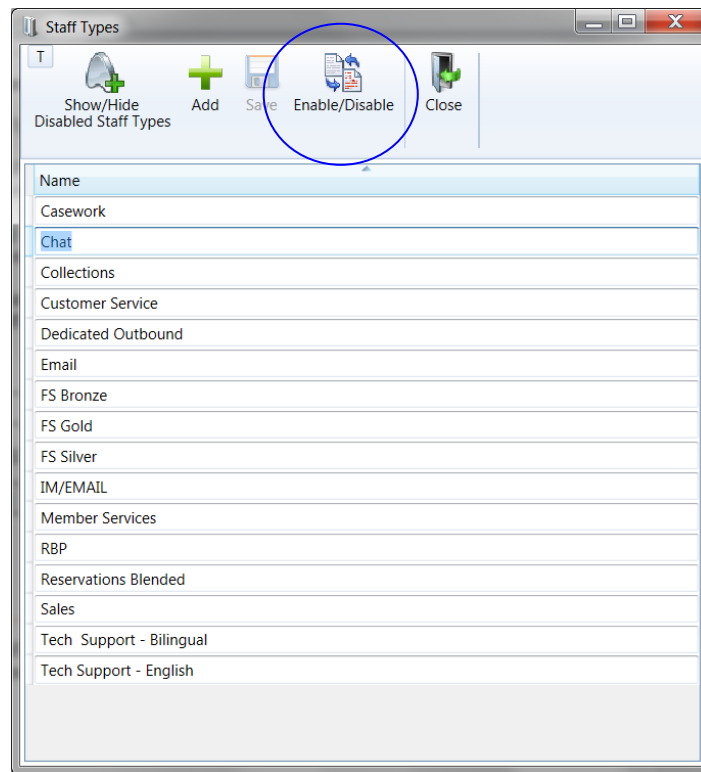 Staff Types
T
Show/Hide
Disabled Staff Types
Add
Save
Enable/Disable
Close
Name
Casework
Chat
Collections
Customer Service
Dedicated Outbound
Email
FS Bronze
FS Gold
FS Silver
IM/EMAIL
Member Services
RBP
Reservations Blended
Sales
Tech  Support - Bilingual
Tech Support - English